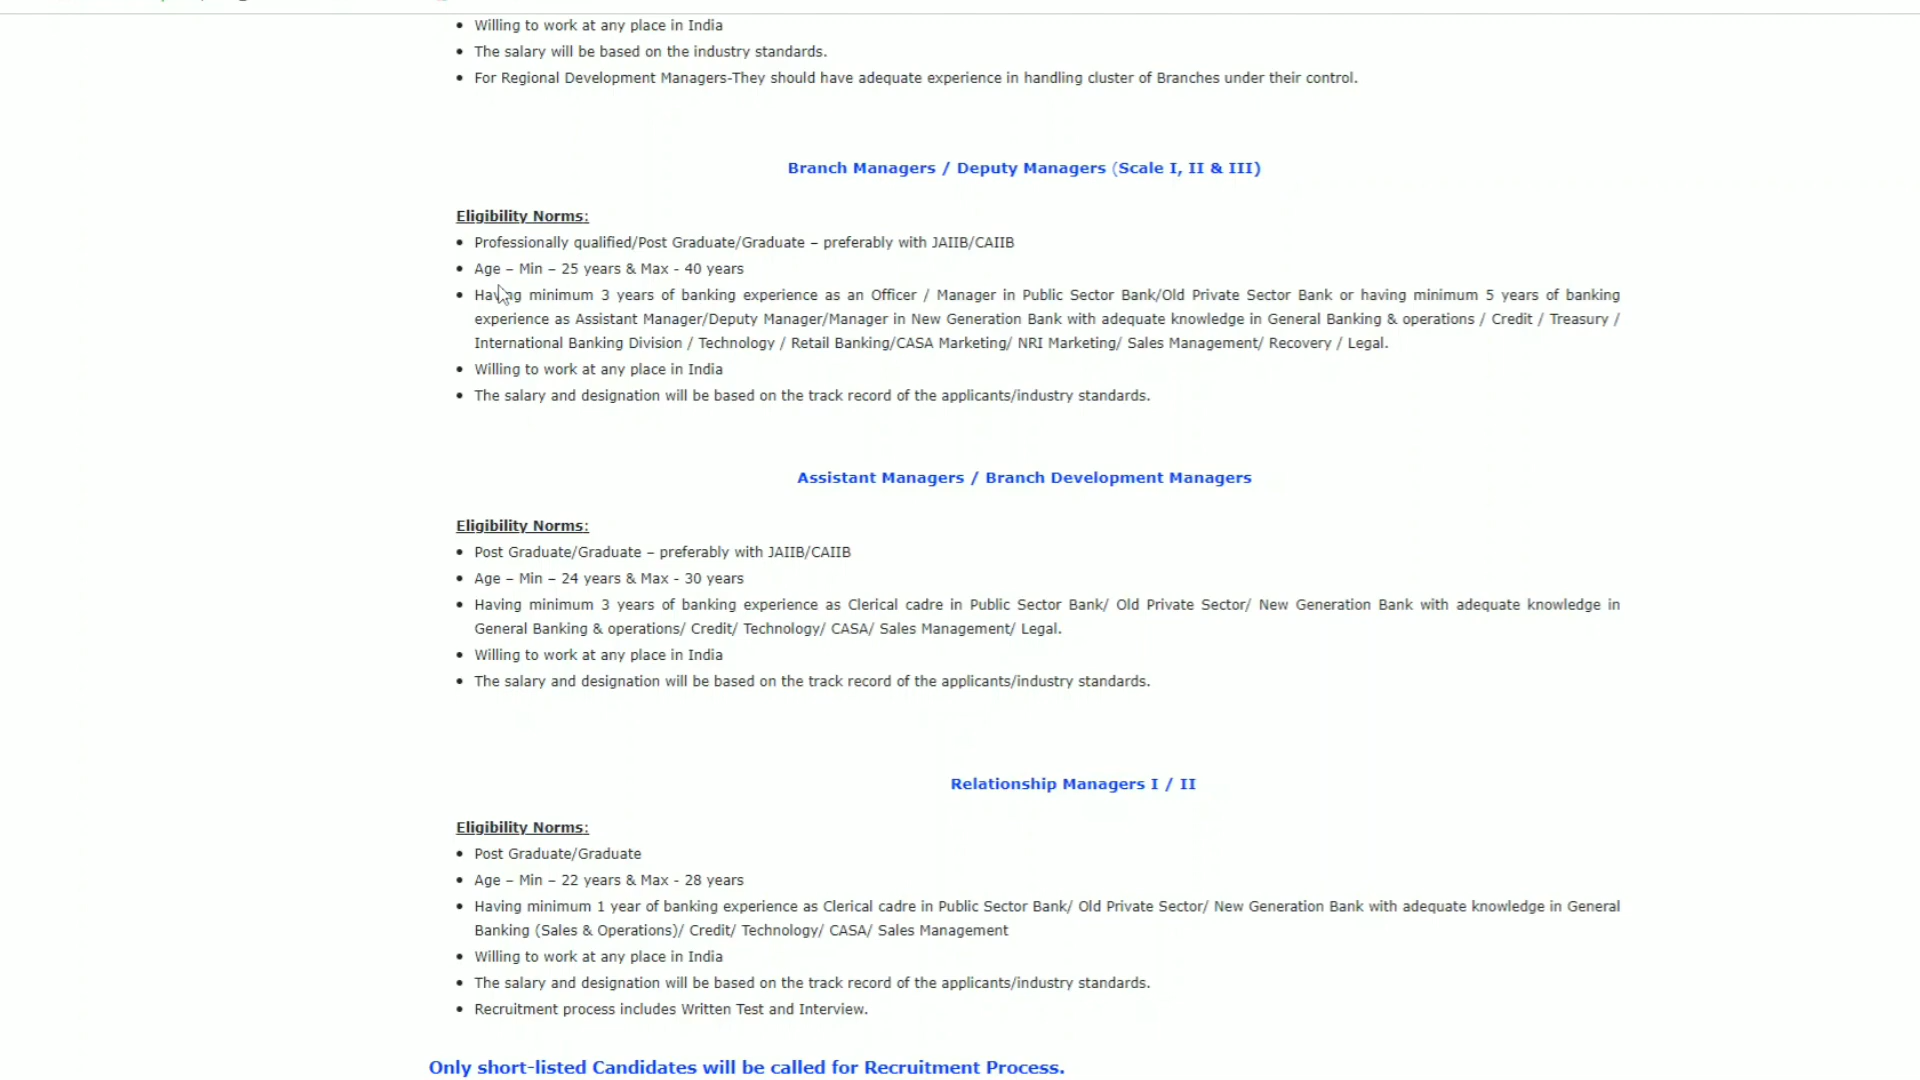 • Willing to work at any place in India
• The salary will be based on the industry standards.
• For Regional Development Managers-They should have adequate experience in handling cluster of Branches under their control.
Branch Managers / Deputy Managers (Scale I, II & III)
Eligibility Norms:
• Professionally qualified/Post Graduate/Graduate – preferably with JAIIB/CAIIB
• Age – Min – 25 years & Max - 40 years
• Having minimum 3 years of banking experience as an Officer / Manager in Public Sector Bank/Old Private Sector Bank or having minimum 5 years of banking
experience as Assistant Manager/Deputy Manager/Manager in New Generation Bank with adequate knowledge in General Banking & operations / Credit / Treasury /
International Banking Division / Technology / Retail Banking/CASA Marketing/ NRI Marketing/ Sales Management/ Recovery / Legal.
• Willing to work at any place in India
• The salary and designation will be based on the track record of the applicants/industry standards.
Assistant Managers / Branch Development Managers
Eligibility Norms:
• Post Graduate/Graduate – preferably with JAIIB/CAIIB
• Age – Min – 24 years & Max - 30 years
• Having minimum 3 years of banking experience as Clerical cadre in Public Sector Bank/ Old Private Sector/ New Generation Bank with adequate knowledge in
General Banking & operations/ Credit/ Technology/ CASA/ Sales Management/ Legal.
• Willing to work at any place in India
• The salary and designation will be based on the track record of the applicants/industry standards.
Relationship Managers I / II
Eligibility Norms:
• Post Graduate/Graduate
• Age – Min – 22 years & Max - 28 years
• Having minimum 1 year of banking experience as Clerical cadre in Public Sector Bank/ Old Private Sector/ New Generation Bank with adequate knowledge in General
Banking (Sales & Operations)/ Credit/ Technology/ CASA/ Sales Management
• Willing to work at any place in India
• The salary and designation will be based on the track record of the applicants/industry standards.
• Recruitment process includes Written Test and Interview.
Only short-listed Candidates will be called for Recruitment Process.